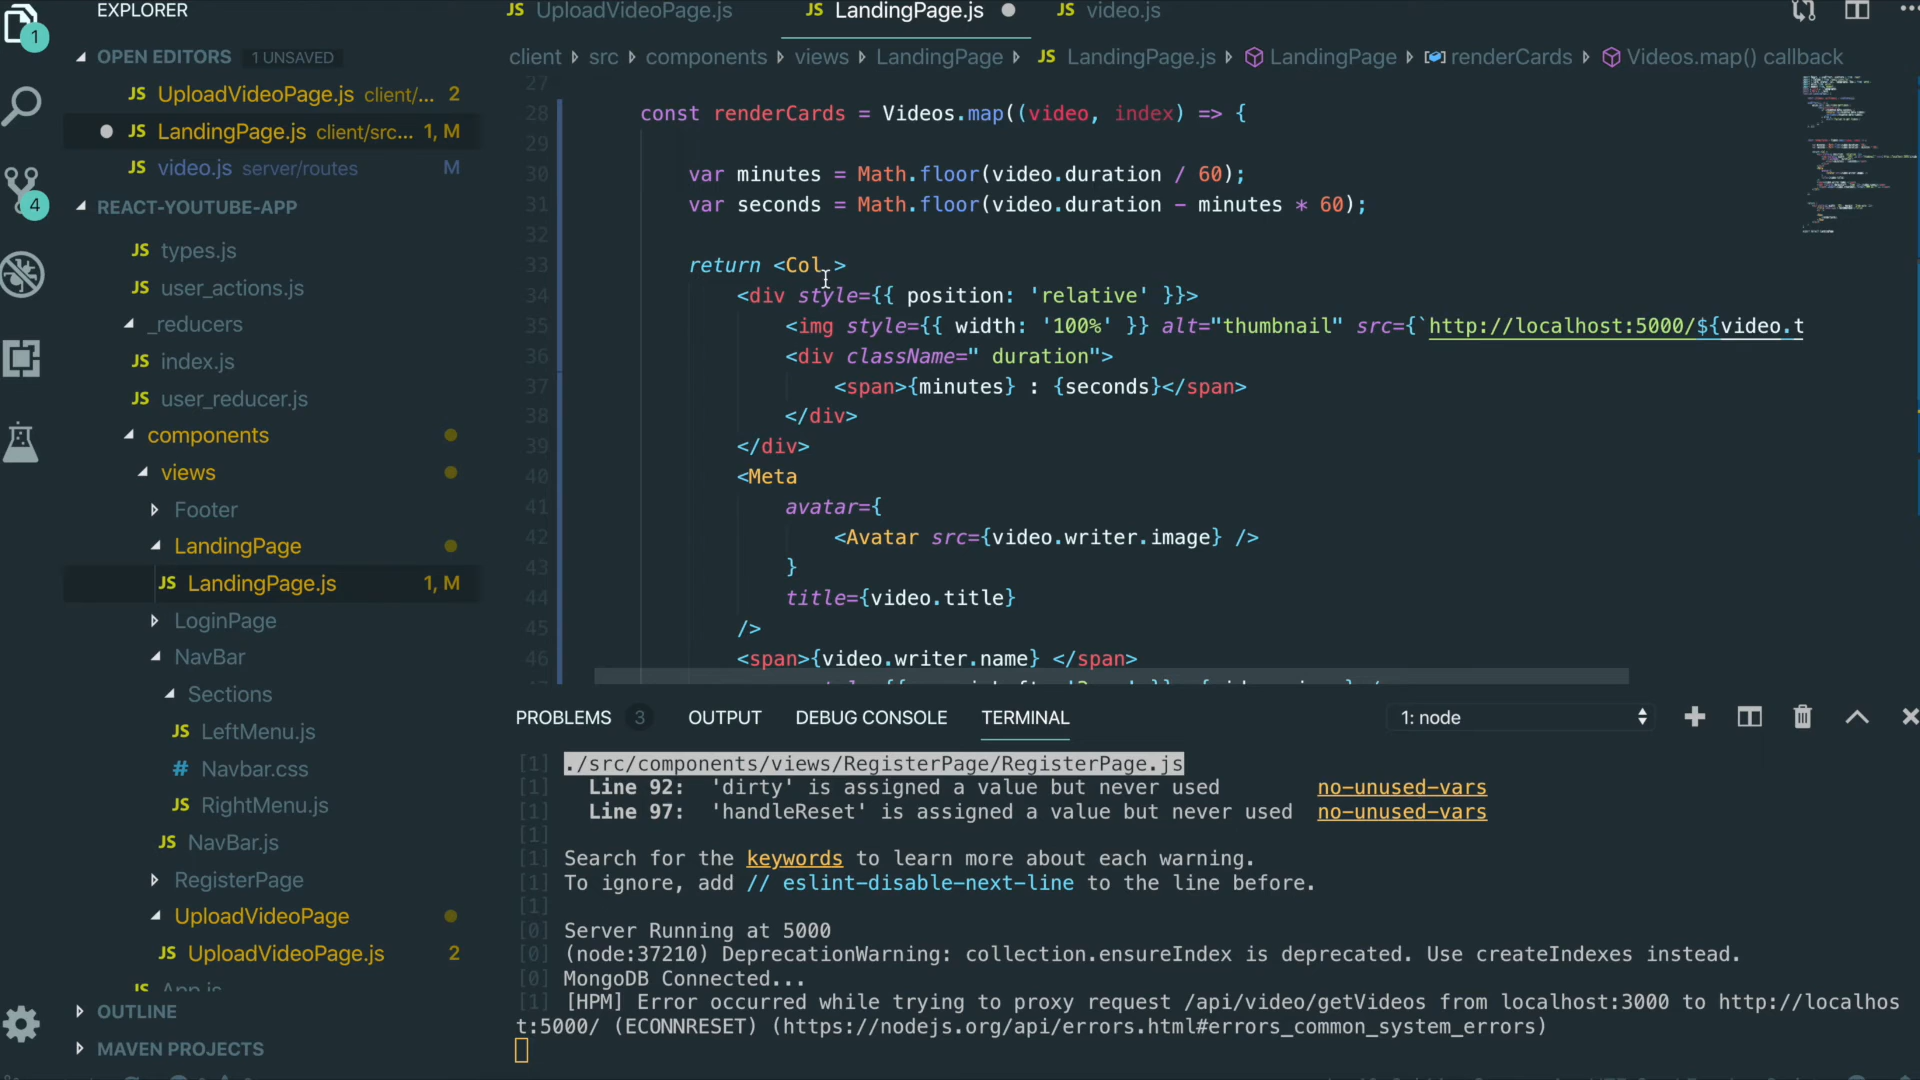 EXPLORER
JS UploadVideoPage.js
JS LandingPage.js
JS video.js
OPEN EDITORS 1 UNSAVED
JS UploadVideoPage.js client/... 2
JS LandingPage.js client/src... 1, M
JS video.js server/routes M
REACT-YOUTUBE-APP
JS types.js
JS user_actions.js
_reducers
JS index.js
JS user_reducer.js
components
views
Footer
LandingPage
JS LandingPage.js 1, M
LoginPage
NavBar
Sections
JS LeftMenu.js
# Navbar.css
JS RightMenu.js
JS NavBar.js
RegisterPage
UploadVideoPage
JS UploadVideoPage.js 2
JS App.js
OUTLINE
MAVEN PROJECTS
1
4
client src components views LandingPage JS LandingPage.js LandingPage renderCards Videos.map() callback
27
28 const renderCards = Videos.map((video, index) => {
29
30 var minutes = Math.floor(video.duration / 60);
31 var seconds = Math.floor(video.duration - minutes * 60);
32
33 return <Col >
34 <div style={{ position: 'relative' }}>
35 <img style={{ width: '100%' }} alt="thumbnail" src={`http://localhost:5000/${video.t
36 <div className=" duration">
37 <span>{minutes} : {seconds}</span>
38 </div>
39 </div>
40 <Meta
41 avatar={
42 <Avatar src={video.writer.image} />
43 }
44 title={video.title}
45 />
46 <span>{video.writer.name} </span>
PROBLEMS 3 OUTPUT DEBUG CONSOLE TERMINAL 1: node
[1] ./src/components/views/RegisterPage/RegisterPage.js
[1] Line 92: 'dirty' is assigned a value but never used no-unused-vars
[1] Line 97: 'handleReset' is assigned a value but never used no-unused-vars
[1]
[1] Search for the keywords to learn more about each warning.
[1] To ignore, add // eslint-disable-next-line to the line before.
[1]
[0] Server Running at 5000
[0] (node:37210) DeprecationWarning: collection.ensureIndex is deprecated. Use createIndexes instead.
[0] MongoDB Connected...
[1] [HPM] Error occurred while trying to proxy request /api/video/getVideos from localhost:3000 to http://localhos
t:5000/ (ECONNRESET) (https://nodejs.org/api/errors.html#errors_common_system_errors)